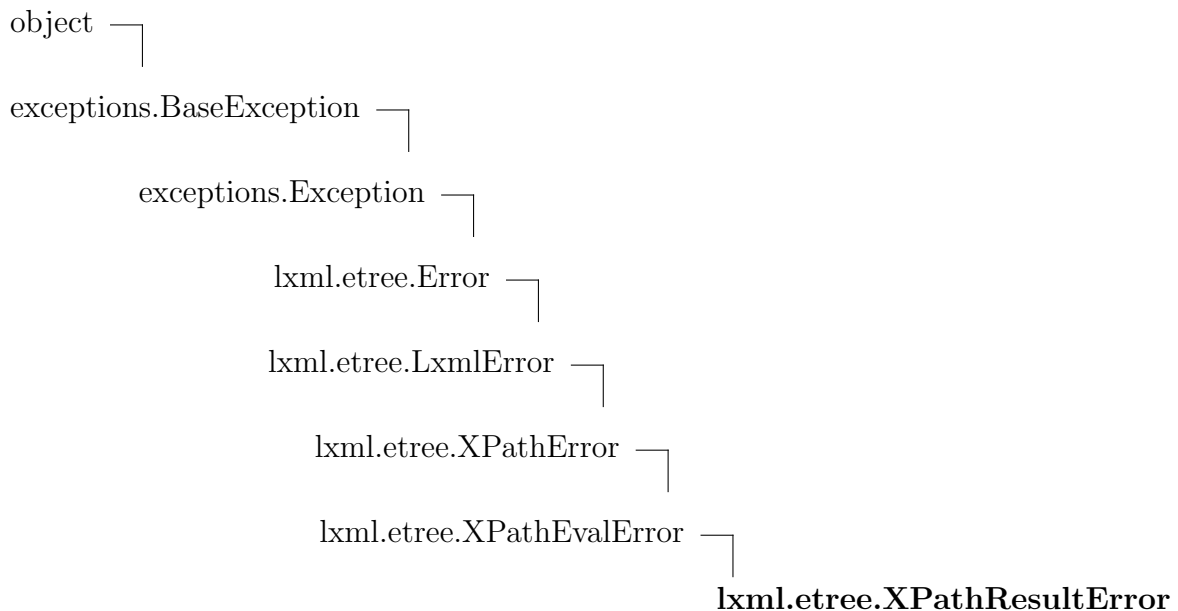 object
exceptions.BaseException
exceptions.Exception
lxml.etree.Error
lxml.etree.LxmlError
lxml.etree.XPathError
lxml.etree.XPathEvalError
lxml.etree.XPathResultError